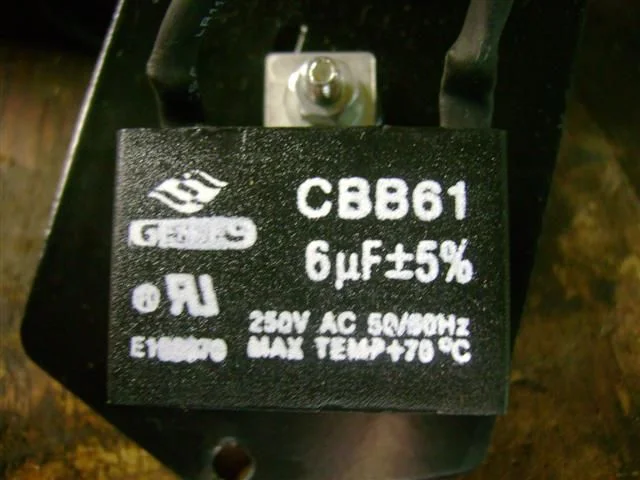 CBB61
6μF±5%
250V AC 50/60Hz
MAX TEMP+70°C